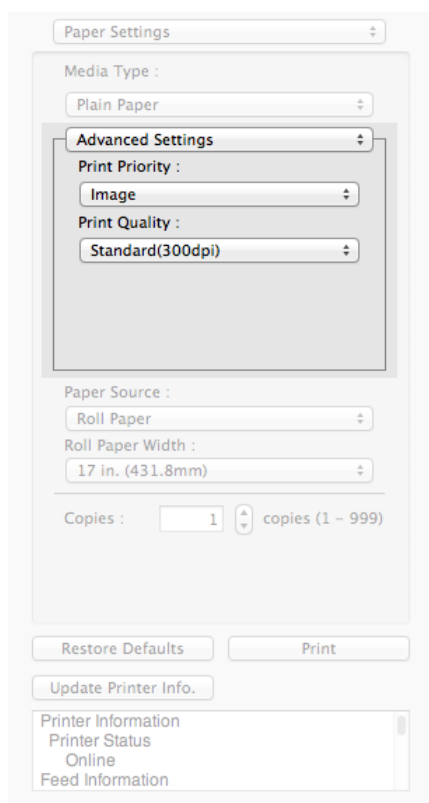 Paper Settings
Media Type :
Plain Paper
Advanced Settings
Print Priority :
Image
Print Quality :
Standard(300dpi)
Paper Source :
Roll Paper
Roll Paper Width :
17 in. (431.8mm)
Copies : 1 copies (1 – 999)
Restore Defaults Print
Update Printer Info.
Printer Information
Printer Status
Online
Feed Information